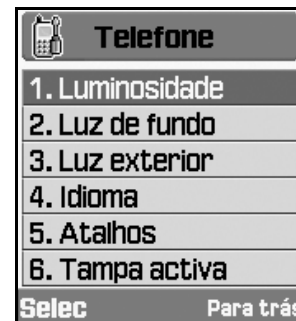 Telefone
1. Luminosidade
2. Luz de fundo
3. Luz exterior
4. Idioma
5. Atalhos
6. Tampa activa
Selec Para trás